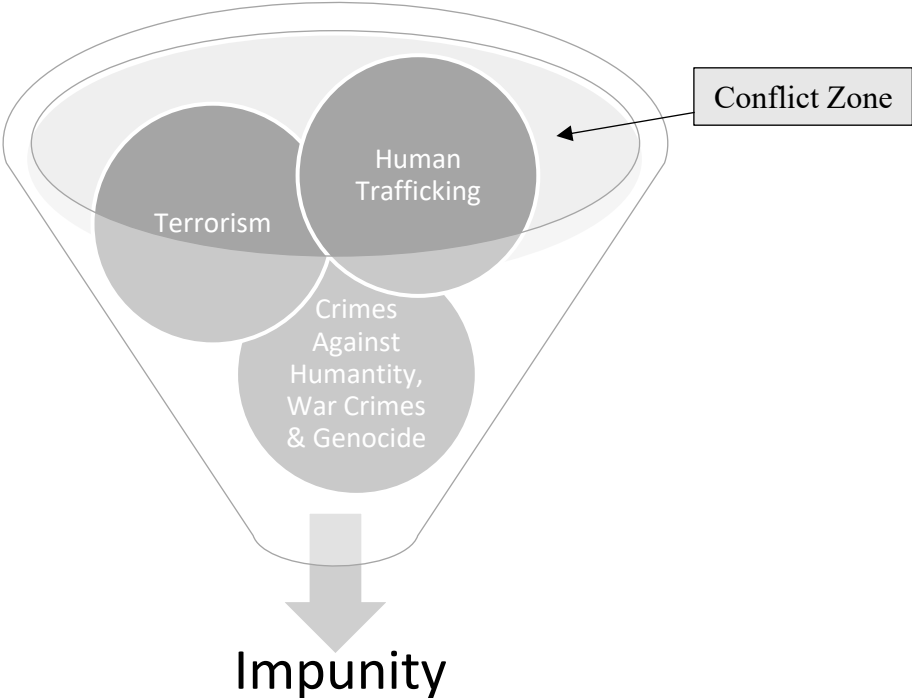 Conflict Zone
Human
Trafficking
Terrorism
Crimes
Against
Humantity,
War Crimes
& Genocide
Impunity